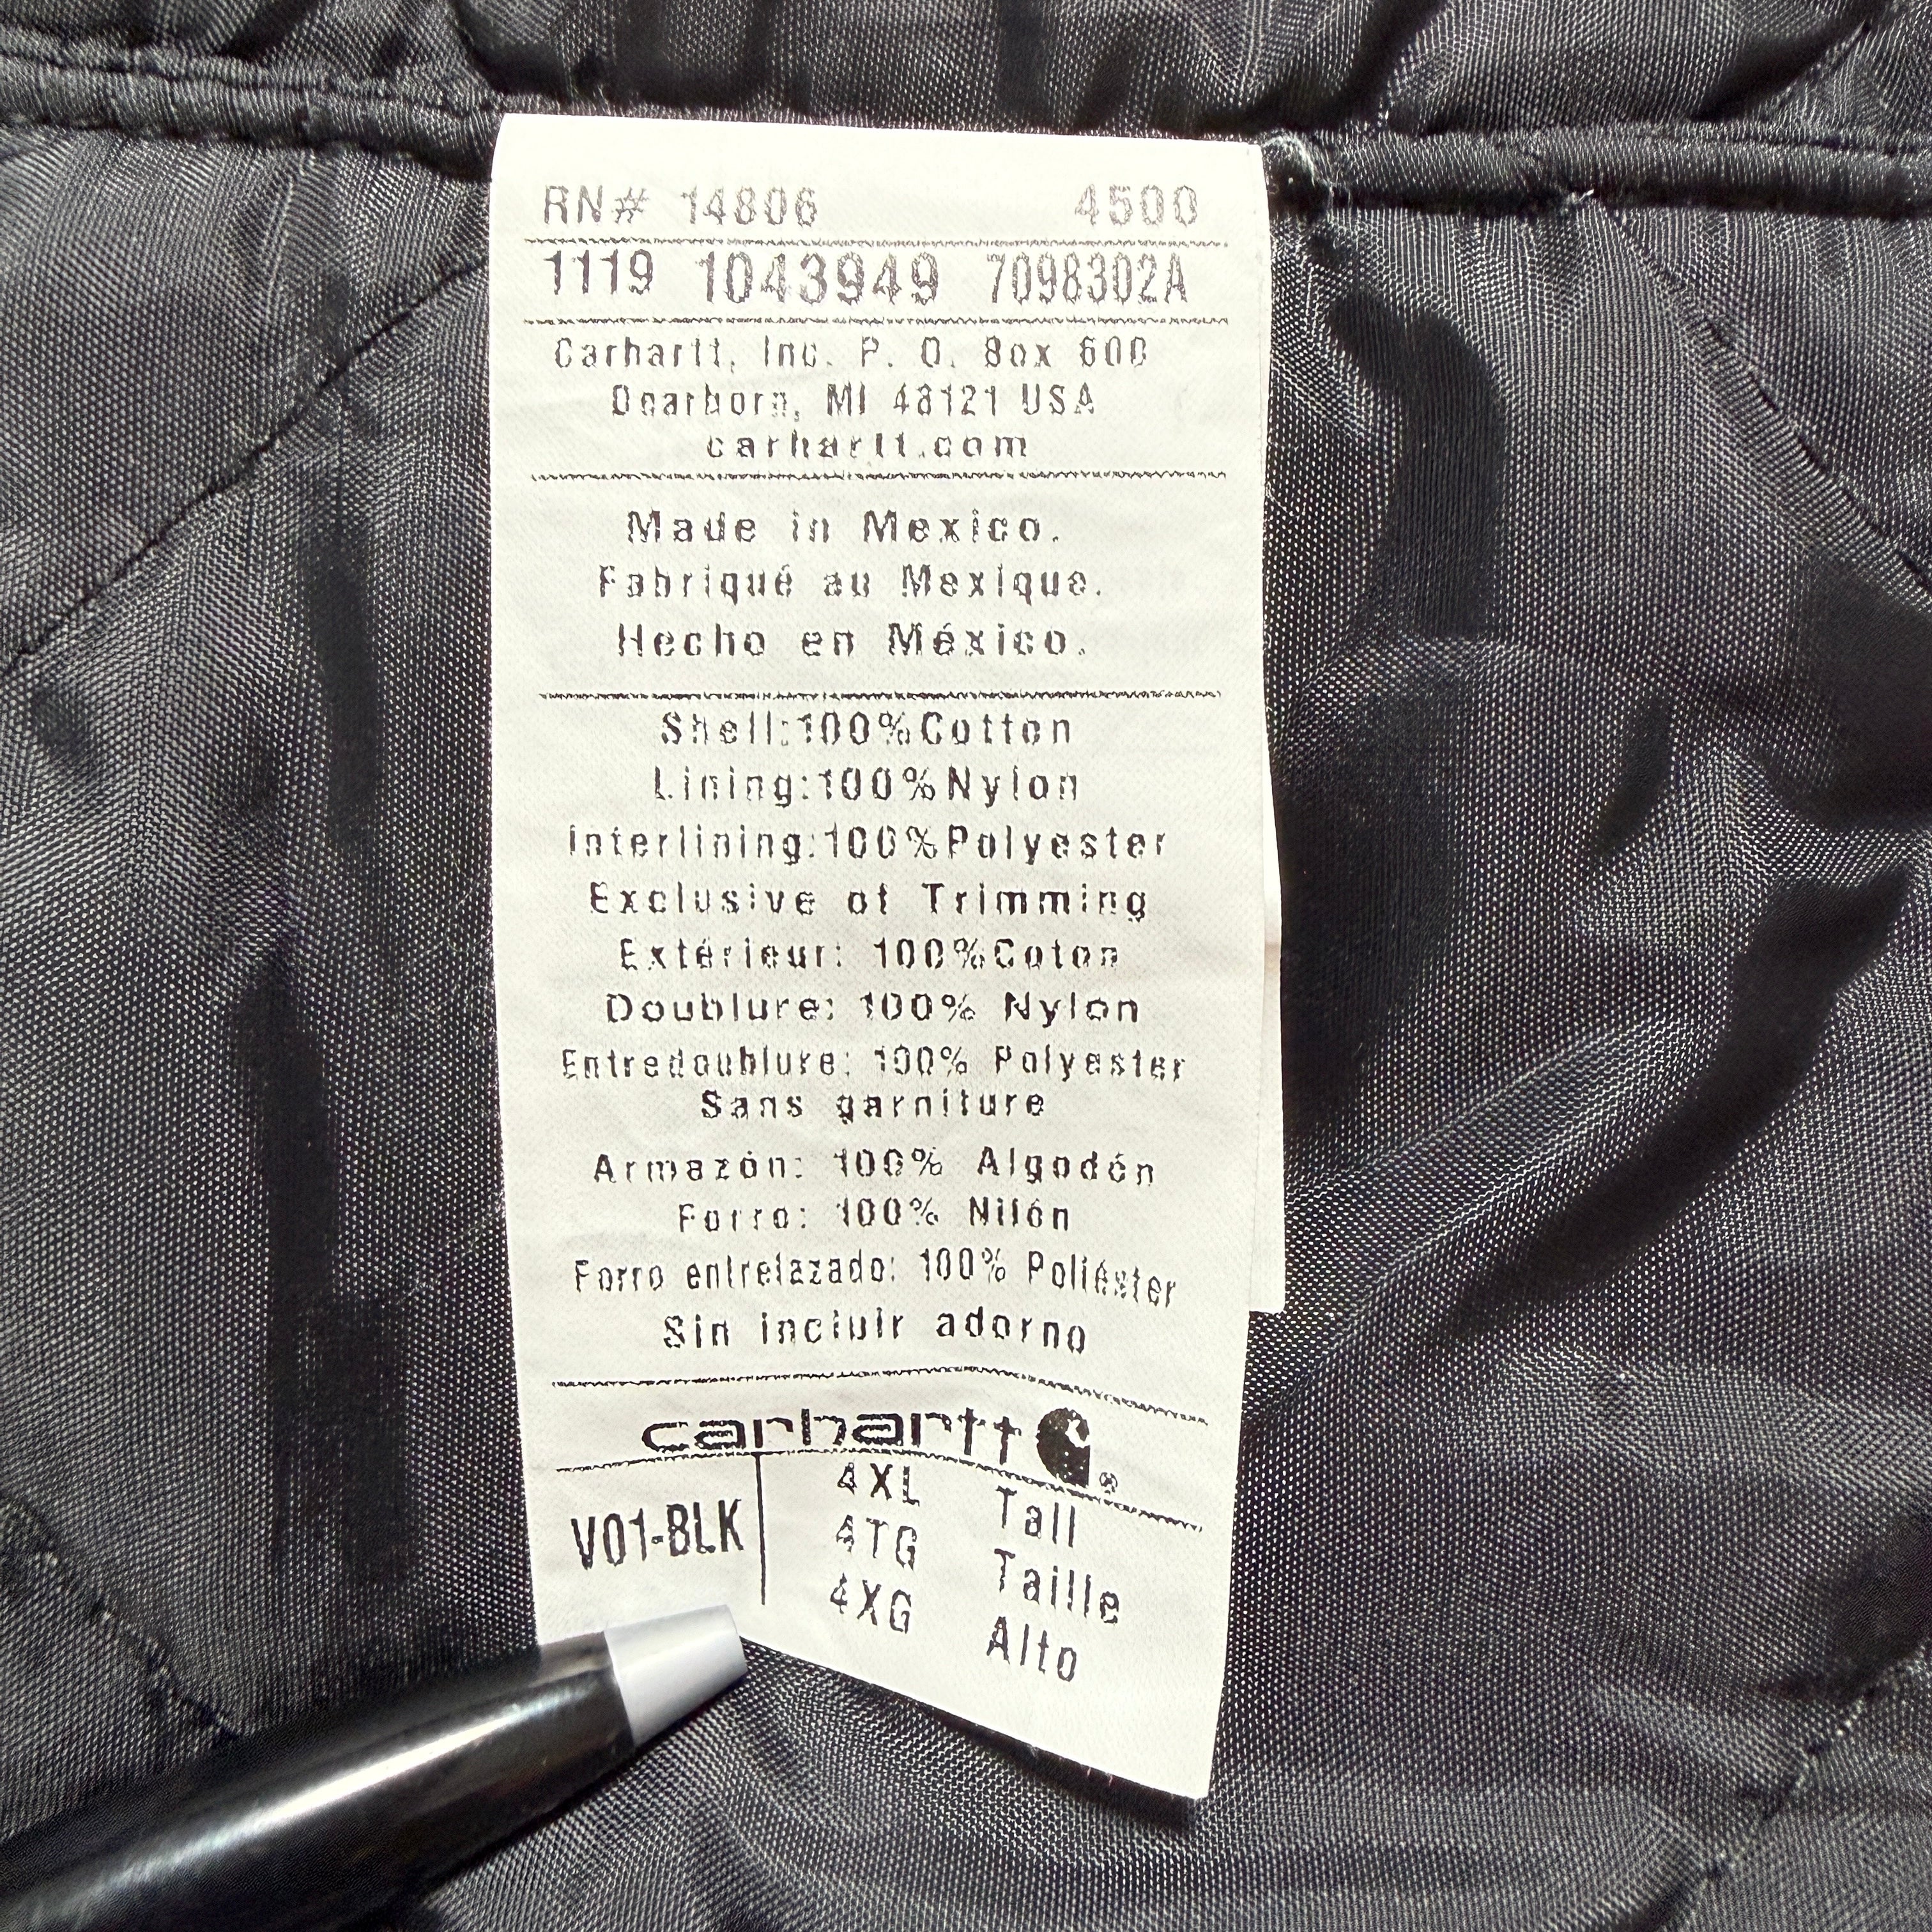 RN# 14806 4500
1119 1043949 7098302A
Carhartt, Inc. P. O. Box 600
Dearborn, MI 48121 USA
carhartt.com
Made in Mexico.
Fabriqué au Mexique.
Hecho en México.
Shell:100%Cotton
Lining:100%Nylon
Interlining:100%Polyester
Exclusive of Trimming
Extérieur: 100%Coton
Doublure: 100% Nylon
Entredoublure: 100% Polyester
Sans garniture
Armazón: 100% Algodón
Forro: 100% Nilón
Forro entrelazado: 100% Poliéster
Sin incluir adorno
carhartt ®
V01-BLK
4XL Tall
4TG Taille
4XG Alto